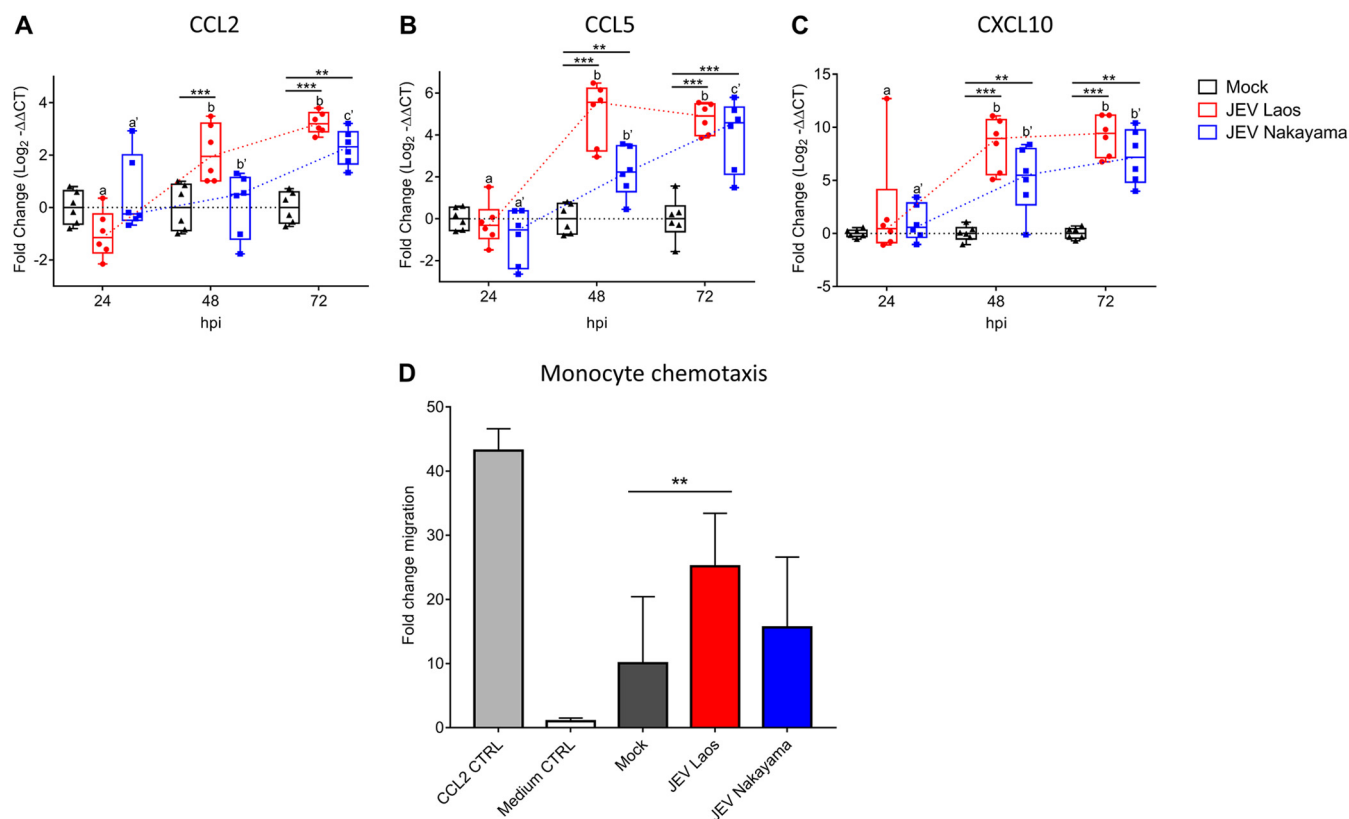 A
CCL2
Fold Change (Log2 -ΔΔCT)
4
2
0
-2
a
a'
***
b
b'
**
***
b
c'
24
48
72
hpi
B
CCL5
Fold Change (Log2 -ΔΔCT)
6
4
2
0
-2
a
a'
**
***
b
b'
***
***
b
c'
24
48
72
hpi
C
CXCL10
Fold Change (Log2 -ΔΔCT)
15
10
5
0
-5
a
a'
**
***
b
b'
**
***
b
b'
24
48
72
hpi
Mock
JEV Laos
JEV Nakayama
D
Monocyte chemotaxis
Fold change migration
50
40
30
20
10
0
**
CCL2 CTRL
Medium CTRL
Mock
JEV Laos
JEV Nakayama